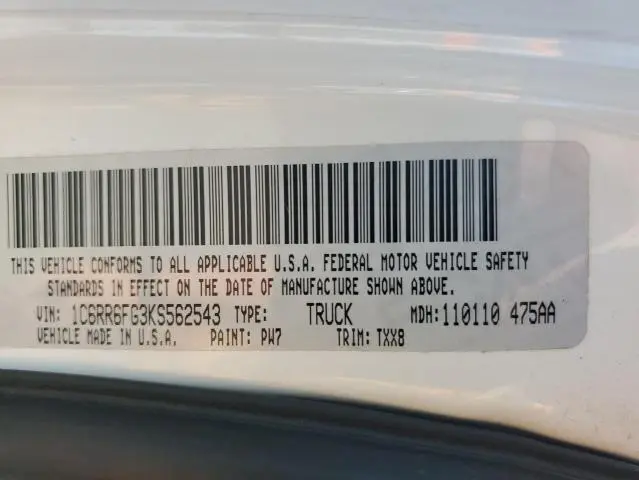 THIS VEHICLE CONFORMS TO ALL APPLICABLE U.S.A. FEDERAL MOTOR VEHICLE SAFETY
STANDARDS IN EFFECT ON THE DATE OF MANUFACTURE SHOWN ABOVE.
VIN: 1C6RR6FG3KS562543 TYPE: TRUCK MDH:110110 475AA
VEHICLE MADE IN U.S.A. PAINT: PW7 TRIM: TXX8